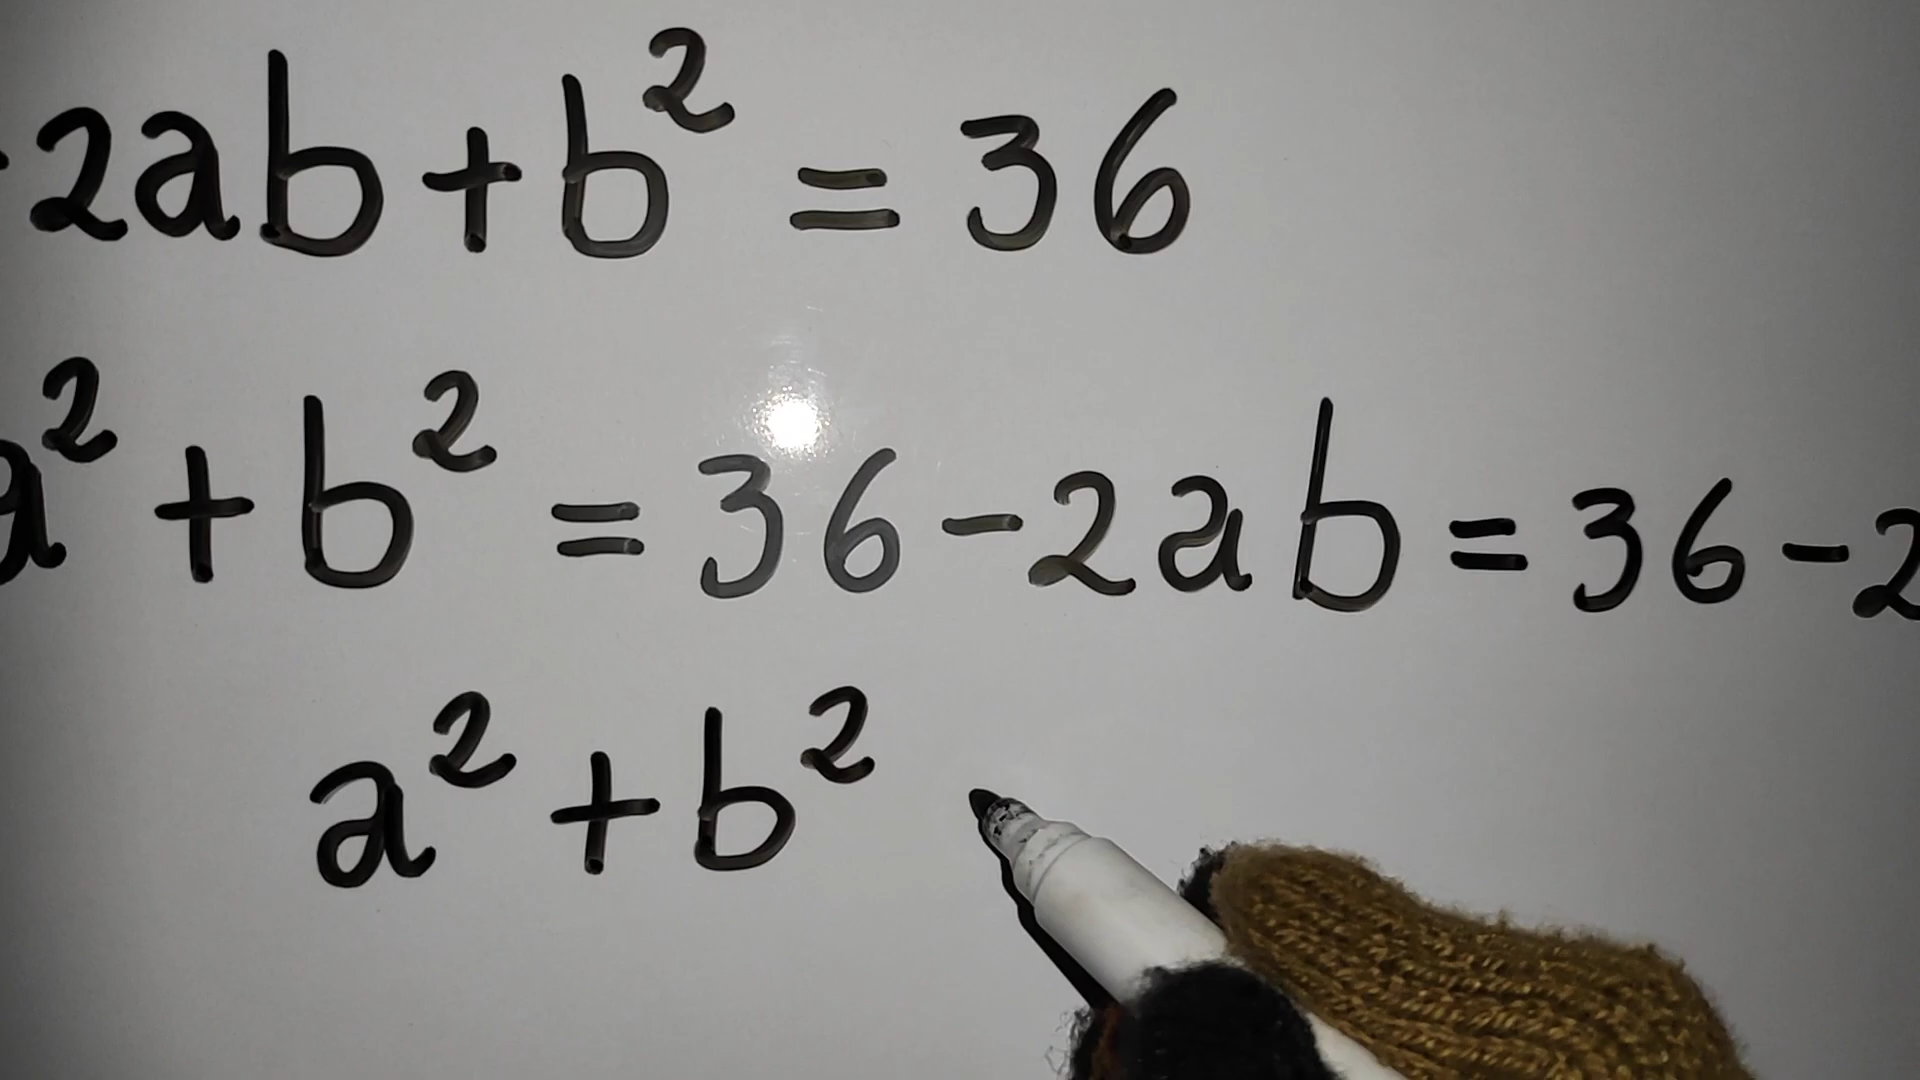 2ab+b² = 36
a² + b² = 36-2ab = 36-2
a² + b²